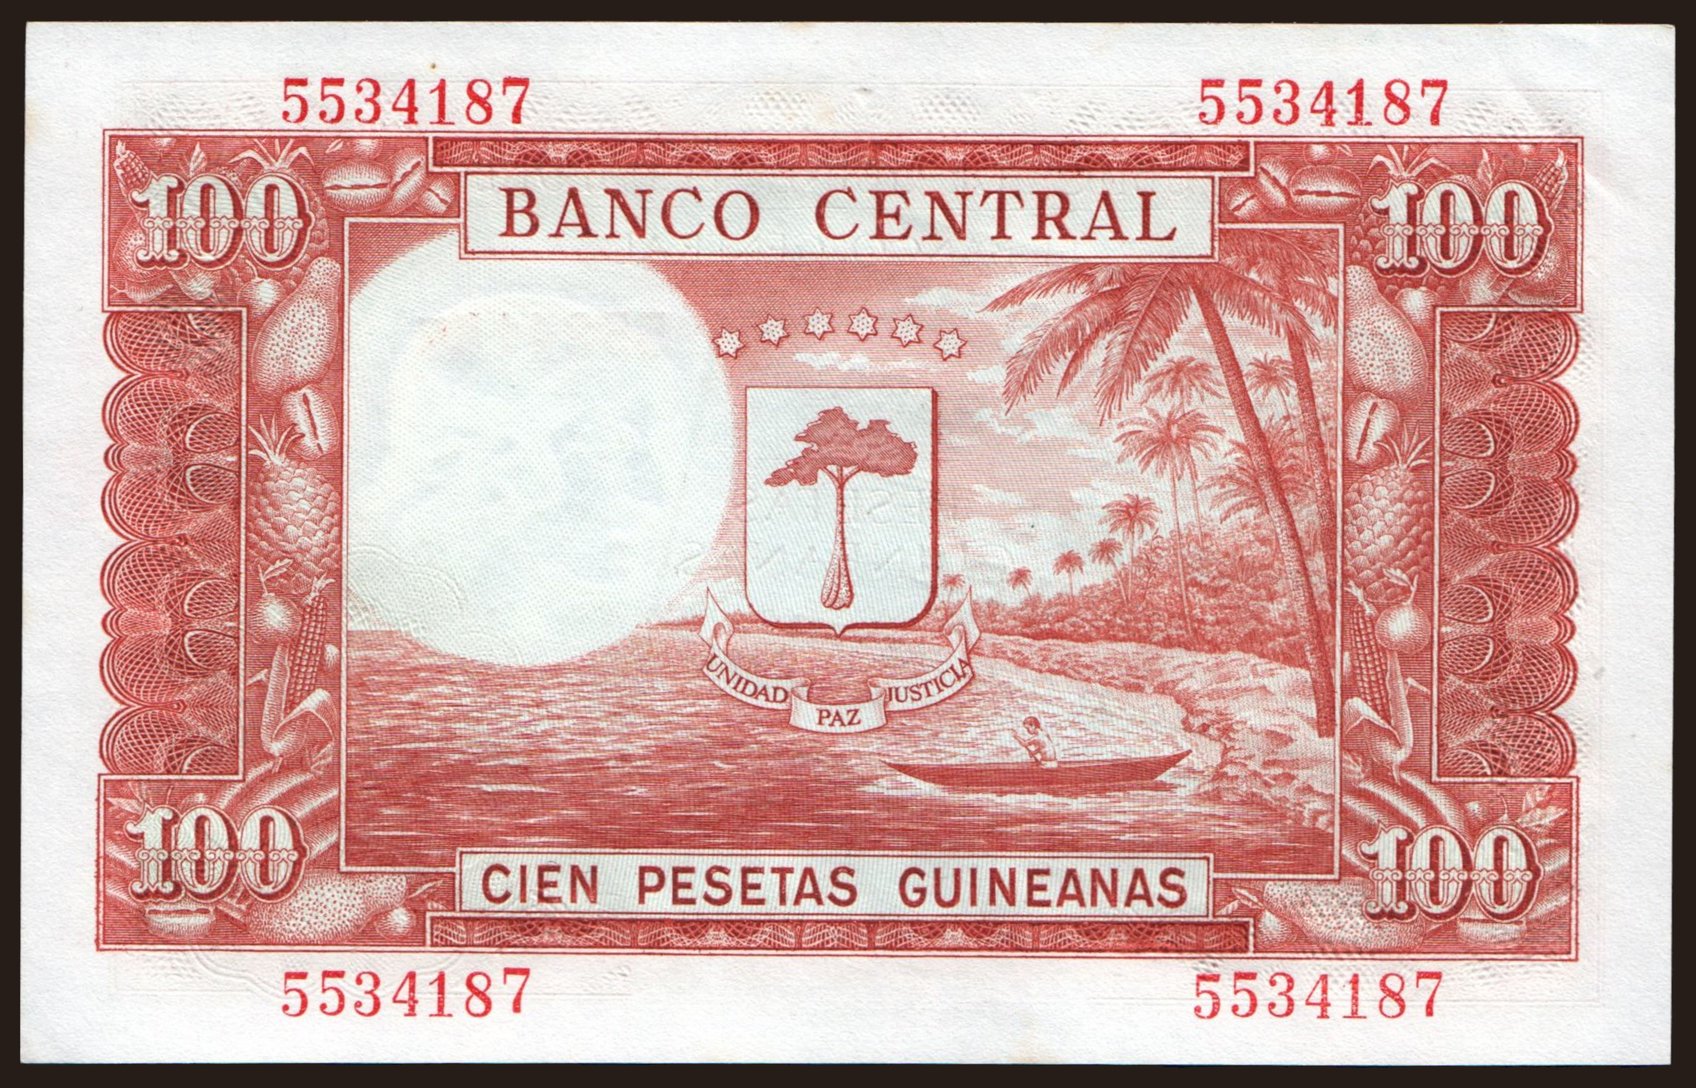 5534187 5534187
100 100
BANCO CENTRAL
UNIDAD PAZ JUSTICIA
100 100
CIEN PESETAS GUINEANAS
5534187 5534187